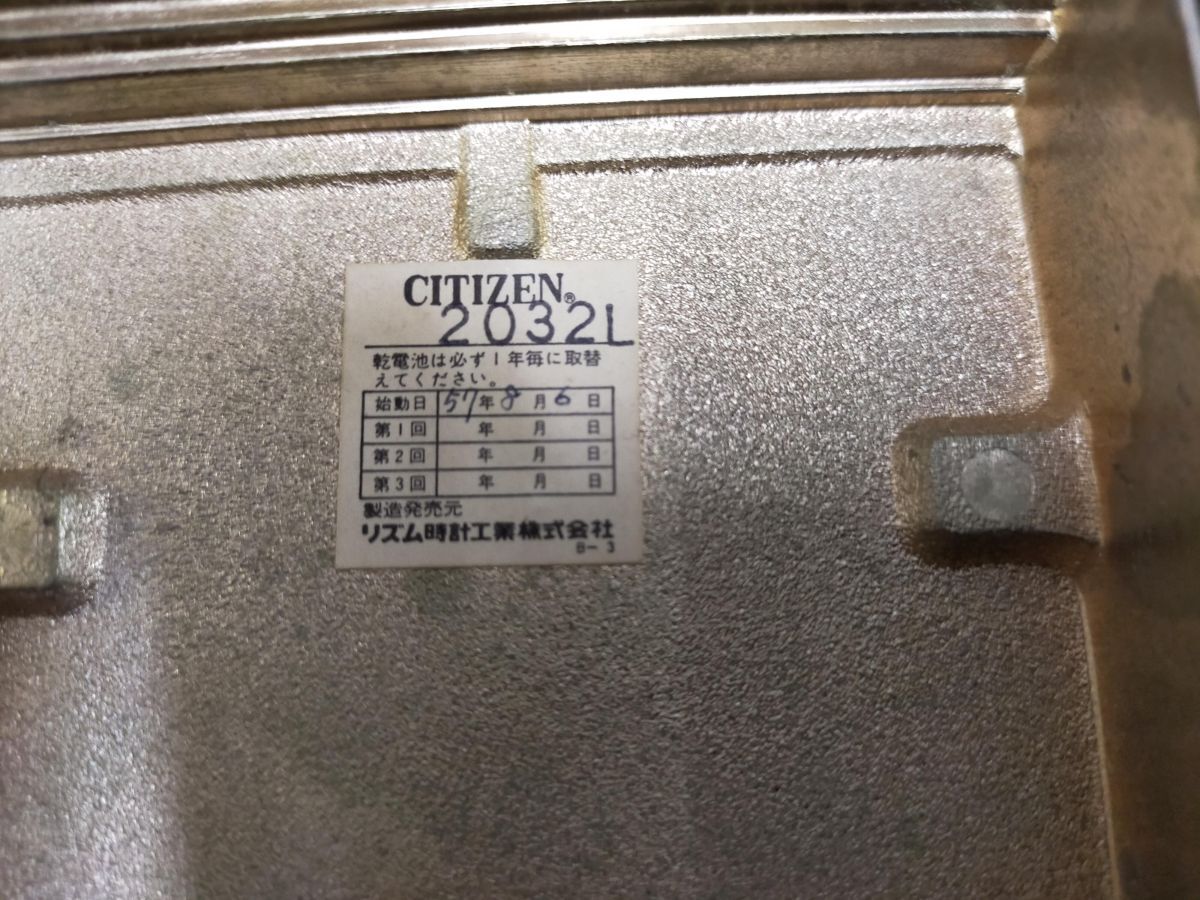 CITIZEN®
2032L
乾電池は必ず1年毎に取替
えてください。
始動日 57年8月6日
第1回 年 月 日
第2回 年 月 日
第3回 年 月 日
製造発売元
リズム時計工業株式会社
B-3